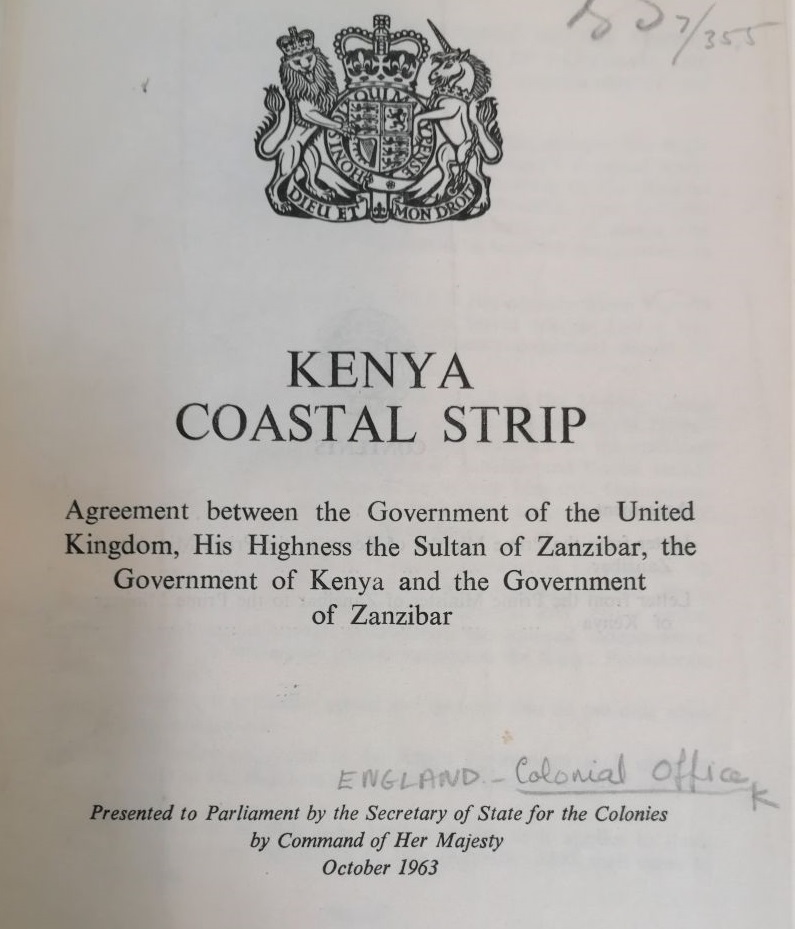 7/355
HONI SOIT QUI MAL Y PENSE
DIEU ET MON DROIT
KENYA
COASTAL STRIP
Agreement between the Government of the United
Kingdom, His Highness the Sultan of Zanzibar, the
Government of Kenya and the Government
of Zanzibar
ENGLAND - Colonial Office
K
Presented to Parliament by the Secretary of State for the Colonies
by Command of Her Majesty
October 1963